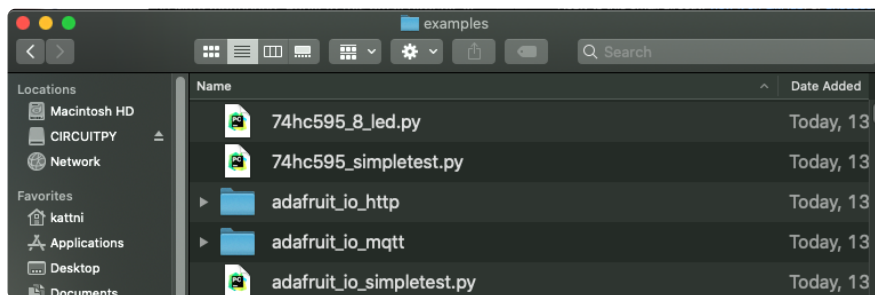 examples
Search
Locations
Macintosh HD
CIRCUITPY
Network
Favorites
kattni
Applications
Desktop
Documents
Name
Date Added
74hc595_8_led.py
Today, 13
74hc595_simpletest.py
Today, 13
adafruit_io_http
Today, 13
adafruit_io_mqtt
Today, 13
adafruit_io_simpletest.py
Today, 13